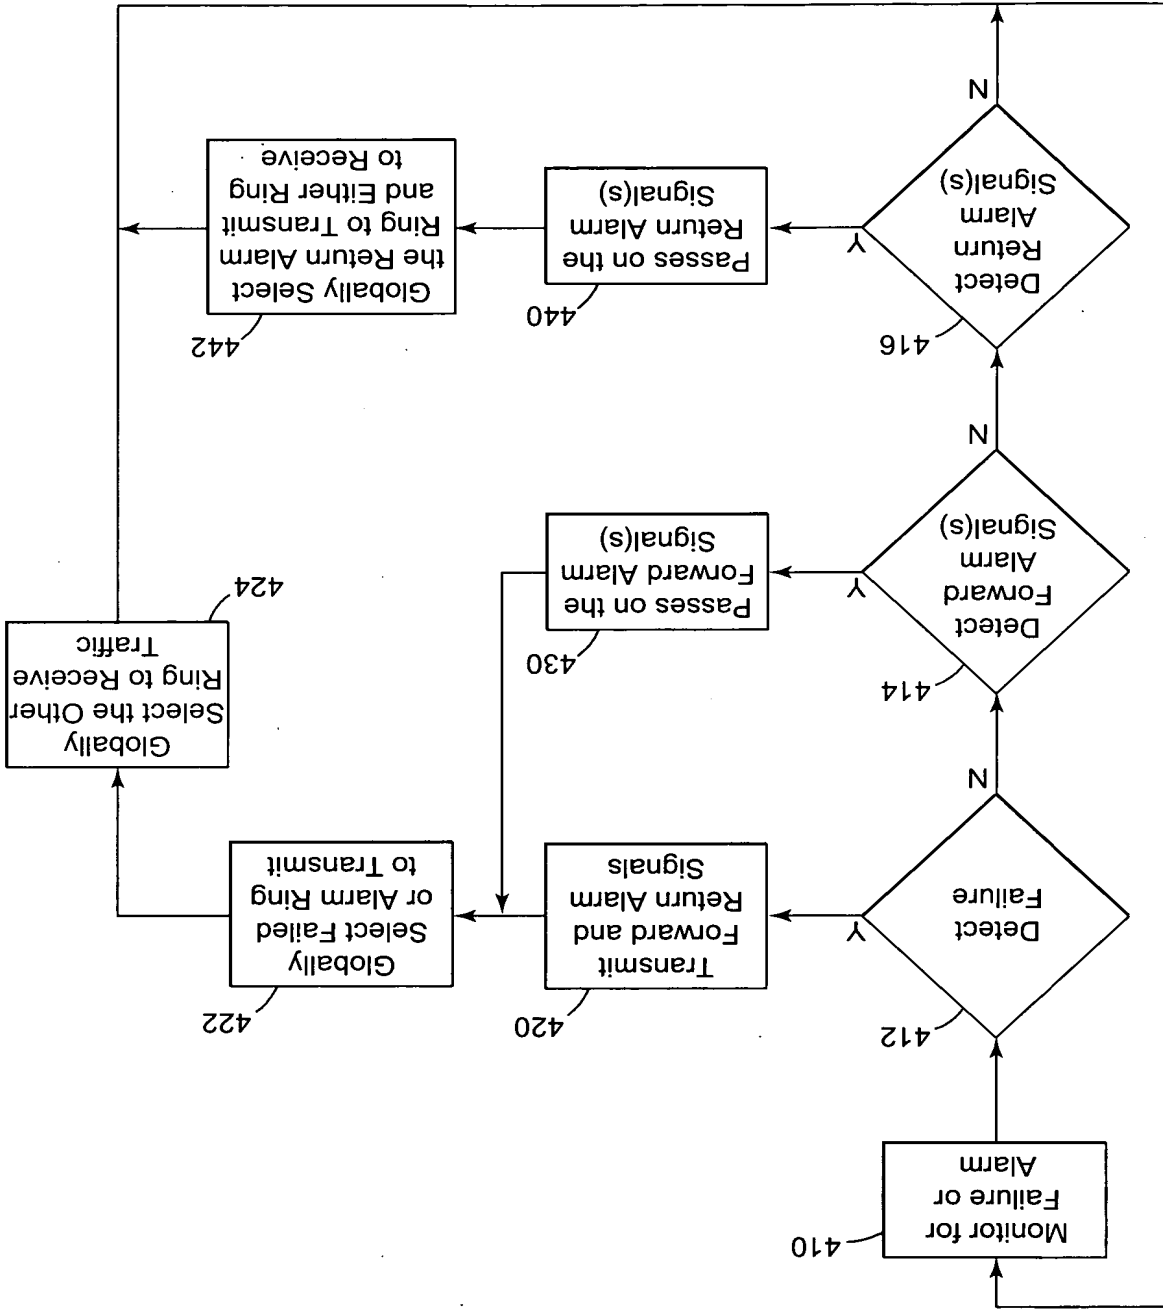 410
Monitor for
Failure or
Alarm
412
Detect
Failure
Y
N
420
Transmit
Forward and
Return Alarm
Signals
422
Globally
Select Failed
or Alarm Ring
to Transmit
424
Globally
Select the Other
Ring to Receive
Traffic
414
Detect
Forward
Alarm
Signal(s)
Y
N
430
Passes on the
Forward Alarm
Signal(s)
416
Detect
Return
Alarm
Signal(s)
Y
N
440
Passes on the
Return Alarm
Signal(s)
442
Globally Select
the Return Alarm
Ring to Transmit
and Either Ring
to Receive